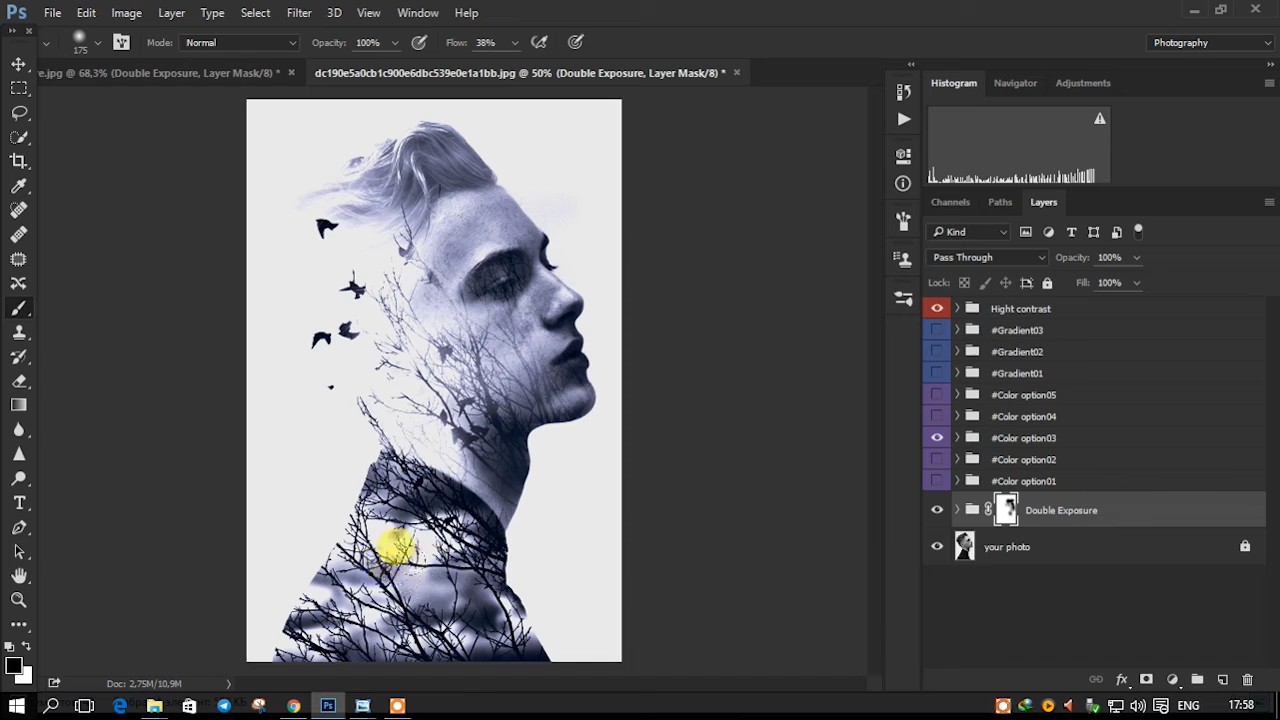 Ps File Edit Image Layer Type Select Filter 3D View Window Help
175 Mode: Normal Opacity: 100% Flow: 38% Photography
e.jpg @ 68,3% (Double Exposure, Layer Mask/8) * dc190e5a0cb1c900e6dbc539e0e1a1bb.jpg @ 50% (Double Exposure, Layer Mask/8) *
Histogram Navigator Adjustments
Channels Paths Layers
Kind
Pass Through Opacity: 100%
Lock: Fill: 100%
Hight contrast
#Gradient03
#Gradient02
#Gradient01
#Color option05
#Color option04
#Color option03
#Color option02
#Color option01
Double Exposure
your photo
Doc: 2,75M/10,9M
ENG 17:58